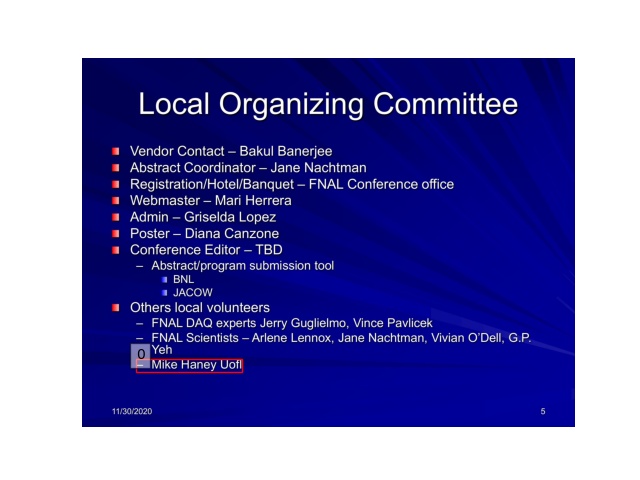 Local Organizing Committee
Vendor Contact – Bakul Banerjee
Abstract Coordinator – Jane Nachtman
Registration/Hotel/Banquet – FNAL Conference office
Webmaster – Mari Herrera
Admin – Griselda Lopez
Poster – Diana Canzone
Conference Editor – TBD
– Abstract/program submission tool
BNL
JACOW
Others local volunteers
– FNAL DAQ experts Jerry Guglielmo, Vince Pavlicek
– FNAL Scientists – Arlene Lennox, Jane Nachtman, Vivian O'Dell, G.P.
Yeh
0
– Mike Haney UofI
11/30/2020
5